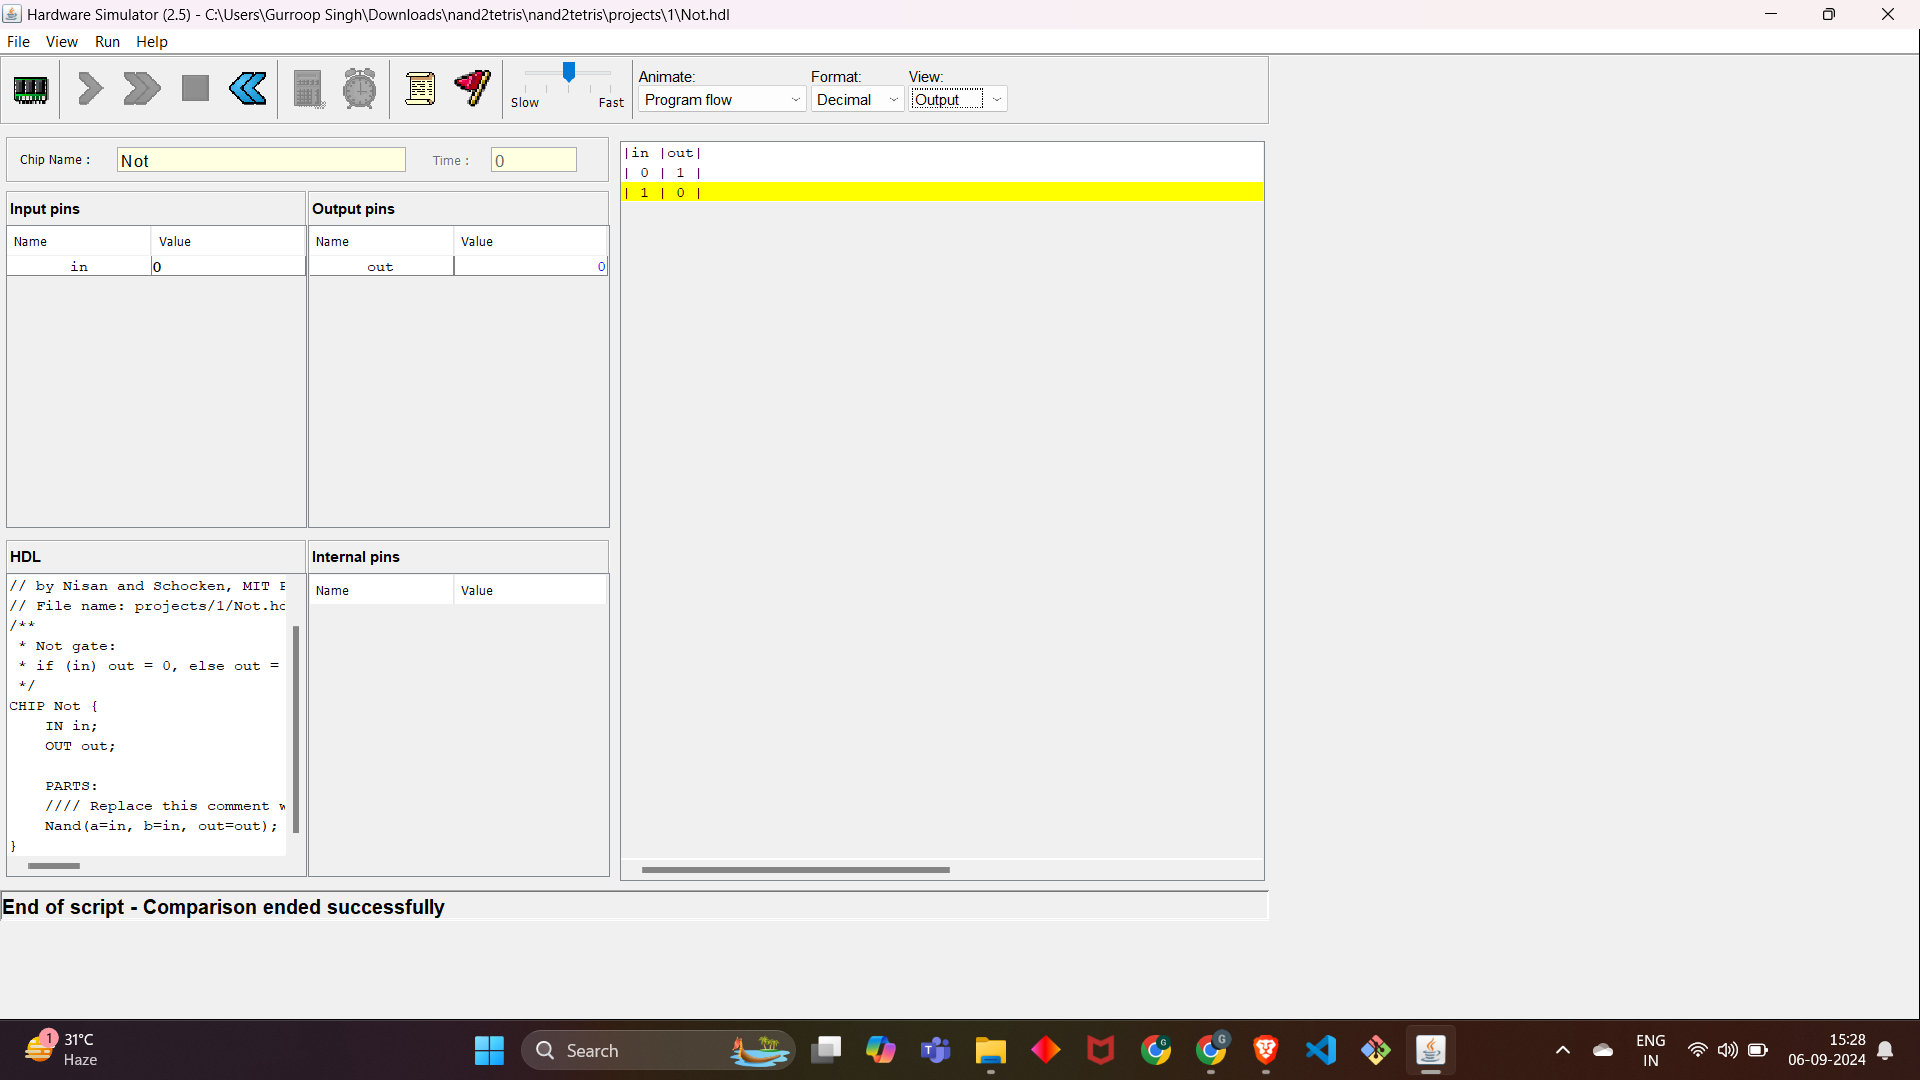 Hardware Simulator (2.5) - C:\Users\Gurroop Singh\Downloads\nand2tetris\nand2tetris\projects\1\Not.hdl
File View Run Help
Slow Fast
Animate: Format: View:
Program flow Decimal Output
Chip Name : Not Time : 0
|in |out|
| 0 | 1 |
| 1 | 0 |
Input pins
Name Value
in 0
Output pins
Name Value
out 0
HDL
// by Nisan and Schocken, MIT P
// File name: projects/1/Not.hd
/**
* Not gate:
* if (in) out = 0, else out =
*/
CHIP Not {
IN in;
OUT out;
PARTS:
//// Replace this comment w
Nand(a=in, b=in, out=out);
}
Internal pins
Name Value
End of script - Comparison ended successfully
1
31°C
Haze
Search
ENG
IN
15:28
06-09-2024